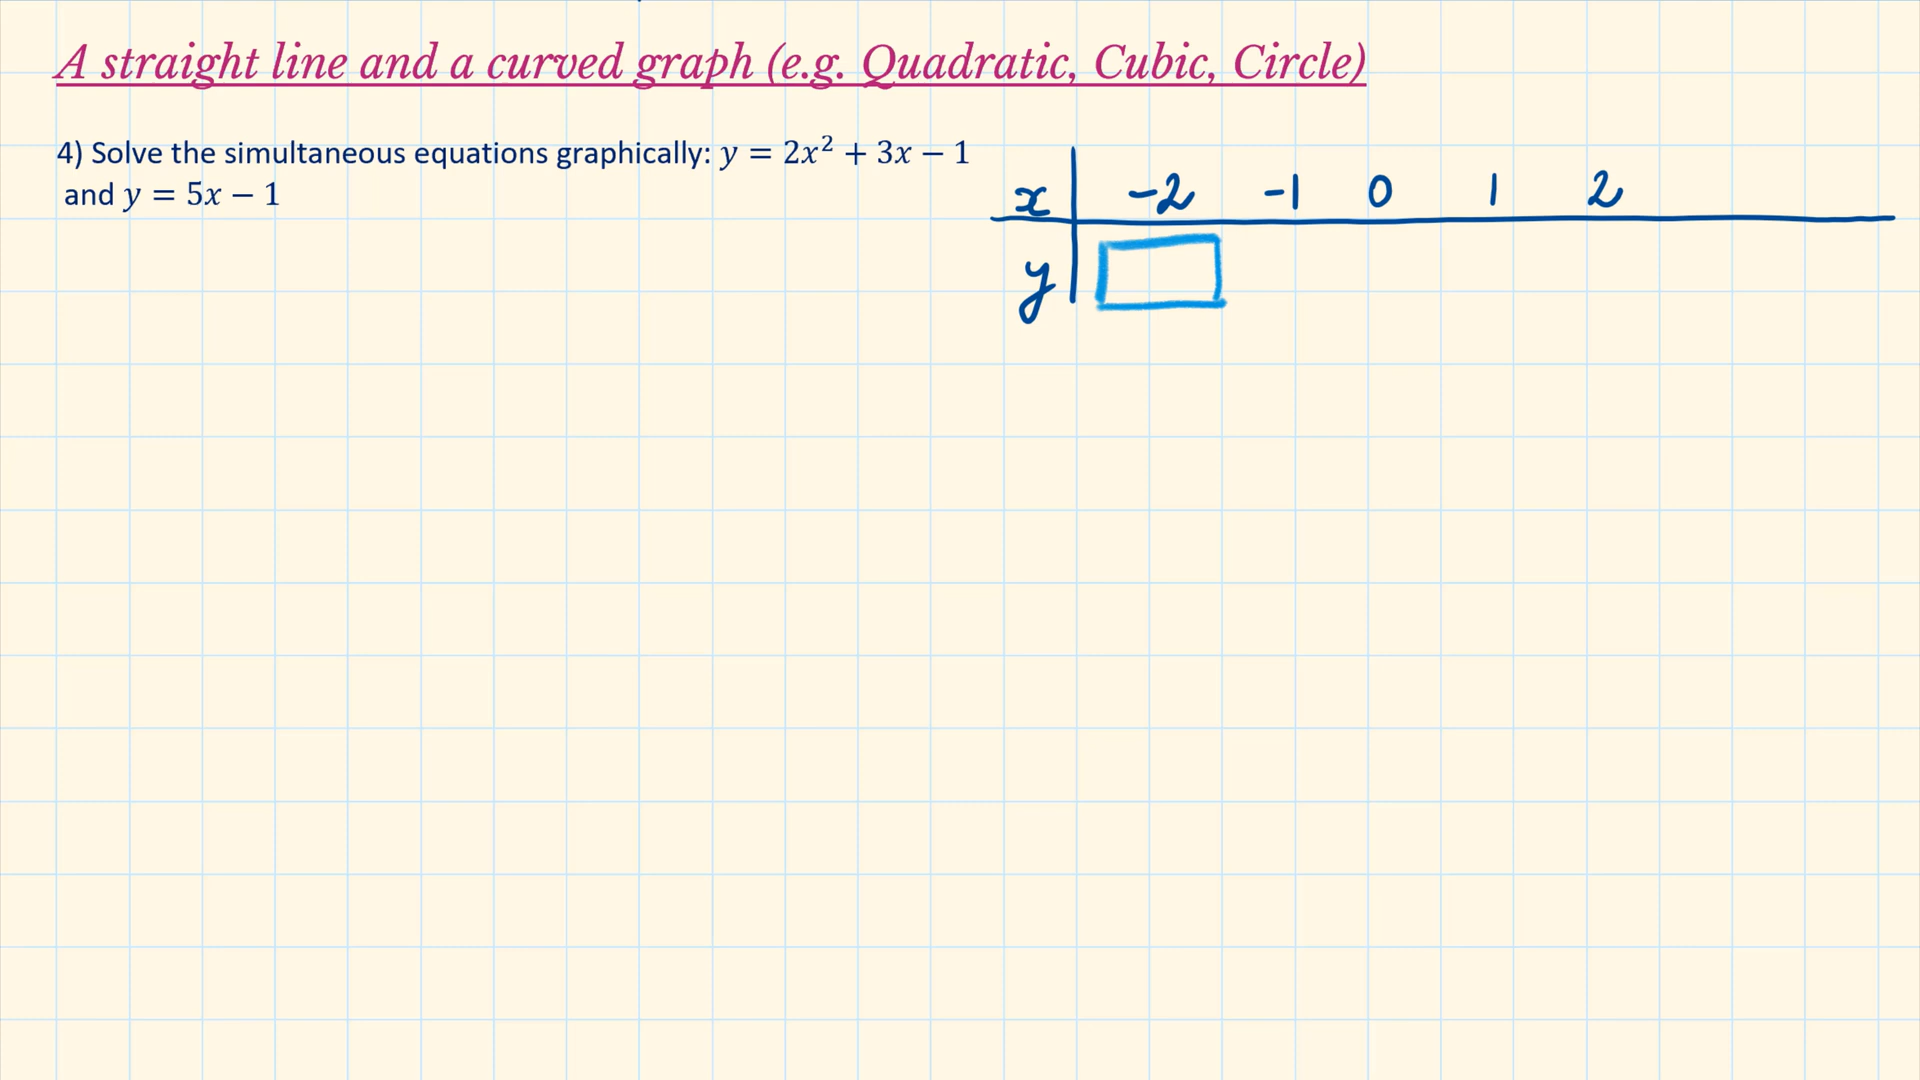 A straight line and a curved graph (e.g. Quadratic, Cubic, Circle)
4) Solve the simultaneous equations graphically: y = 2x² + 3x − 1
and y = 5x − 1
x -2 -1 0 1 2
y